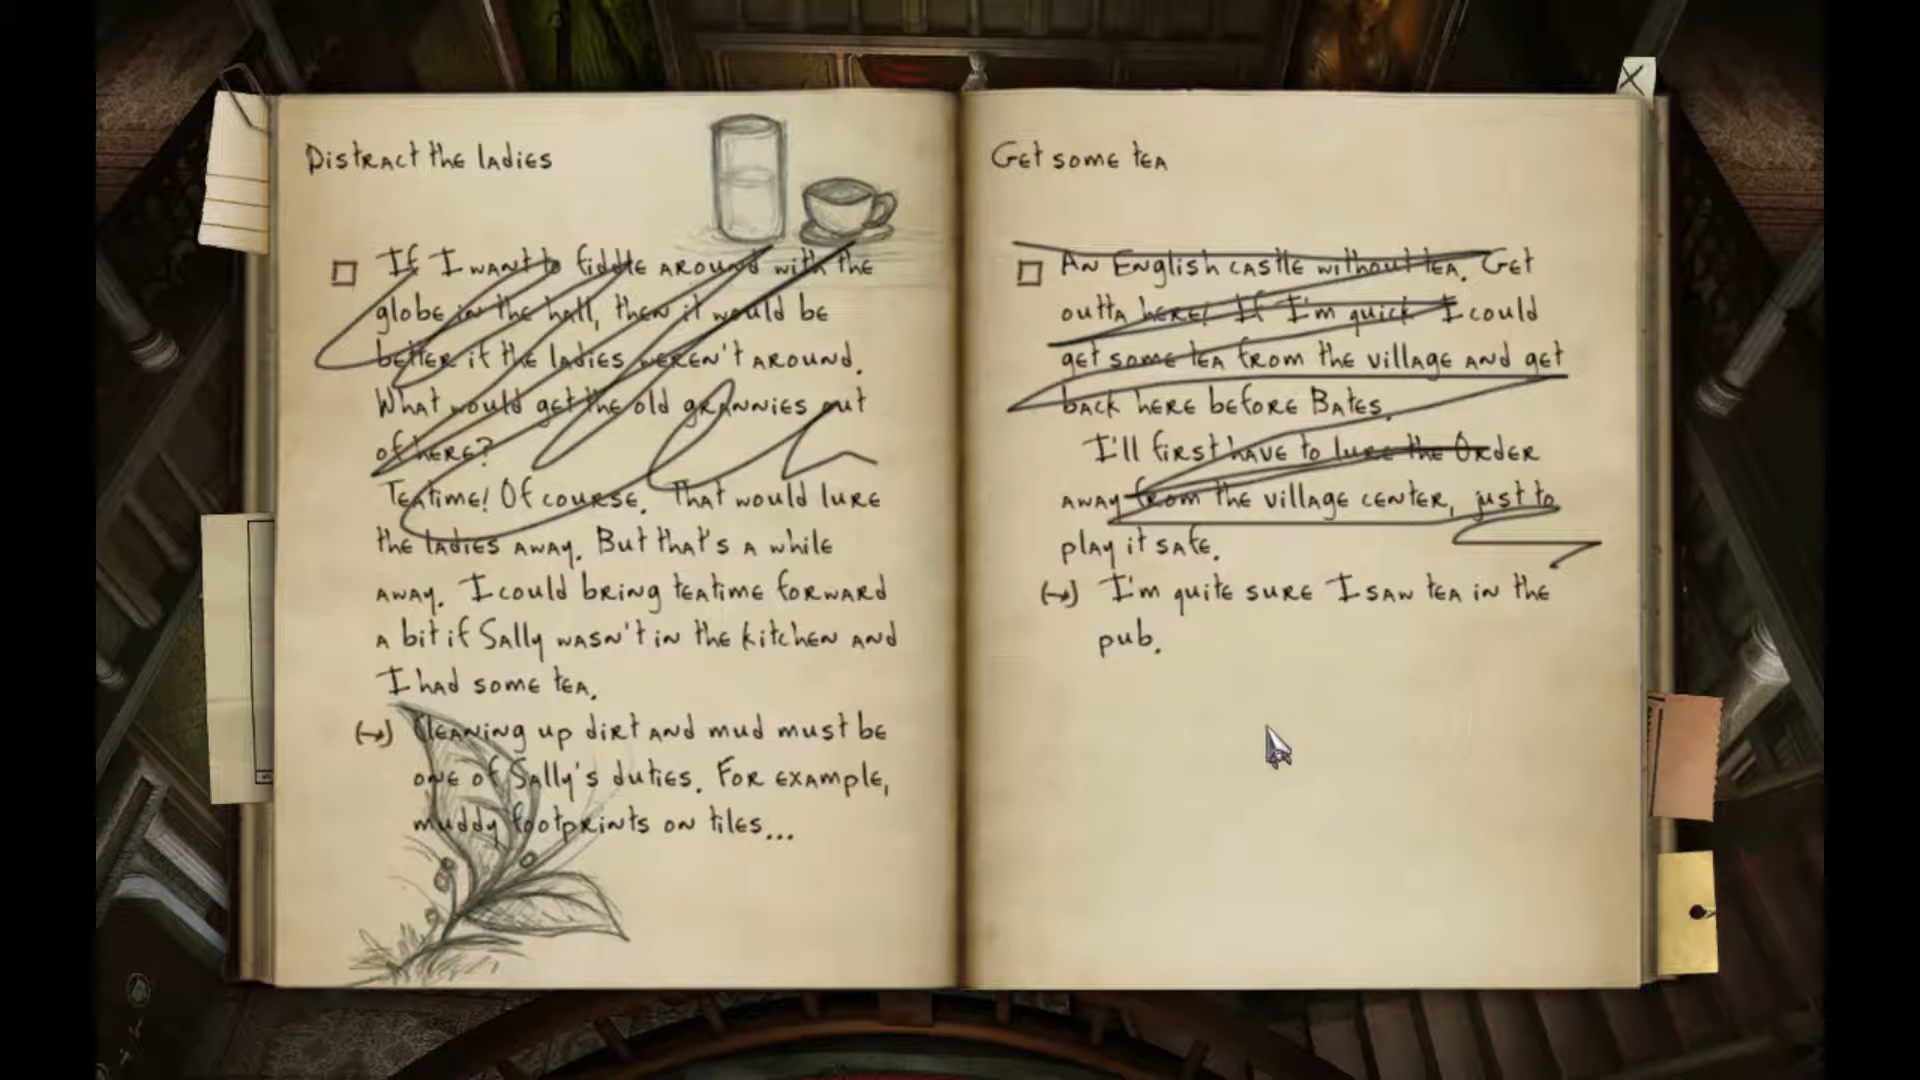 Distract the ladies
If I want to fiddle around with the
globe in the hall, then it would be
better if the ladies weren't around.
What would get the old grannies out
of here?
Teatime! Of course. That would lure
the ladies away. But that's a while
away. I could bring teatime forward
a bit if Sally wasn't in the kitchen and
I had some tea.
(→) Cleaning up dirt and mud must be
one of Sally's duties. For example,
muddy footprints on tiles...
Get some tea
An English castle without tea. Get
outta here! If I'm quick I could
get some tea from the village and get
back here before Bates.
I'll first have to lure the Order
away from the village center, just to
play it safe.
(→) I'm quite sure I saw tea in the
pub.